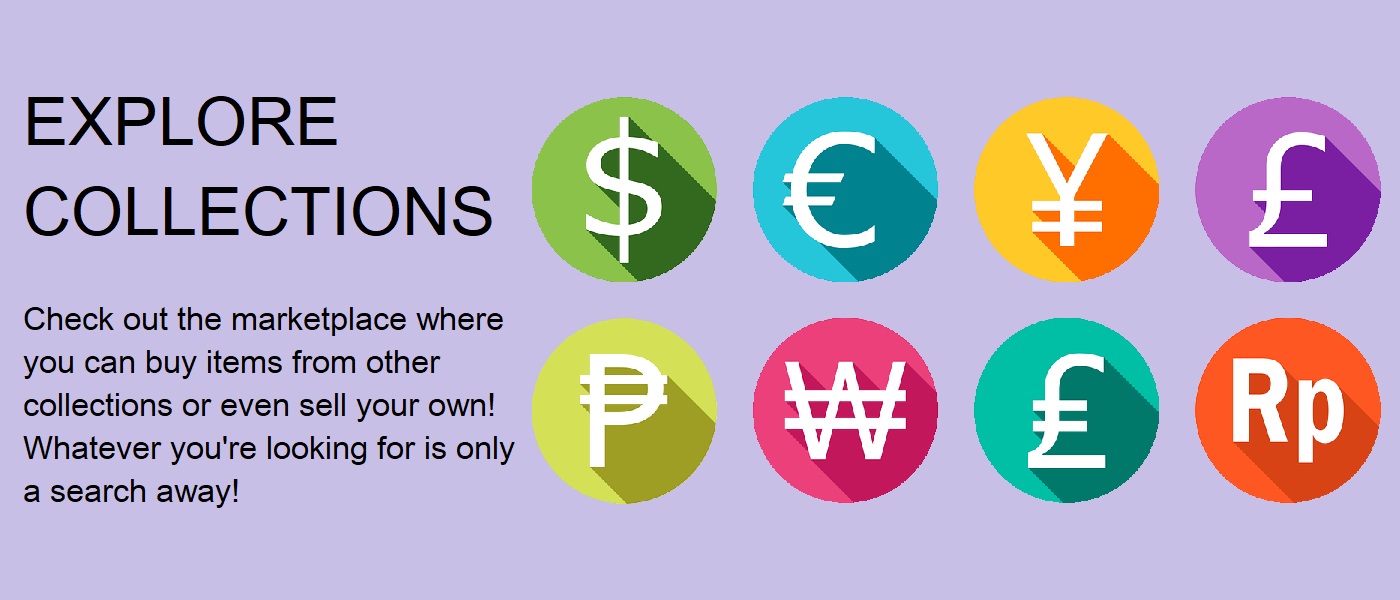 EXPLORE
COLLECTIONS
Check out the marketplace where
you can buy items from other
collections or even sell your own!
Whatever you're looking for is only
a search away!
$ € ¥ £
₱ ₩ ₤ Rp